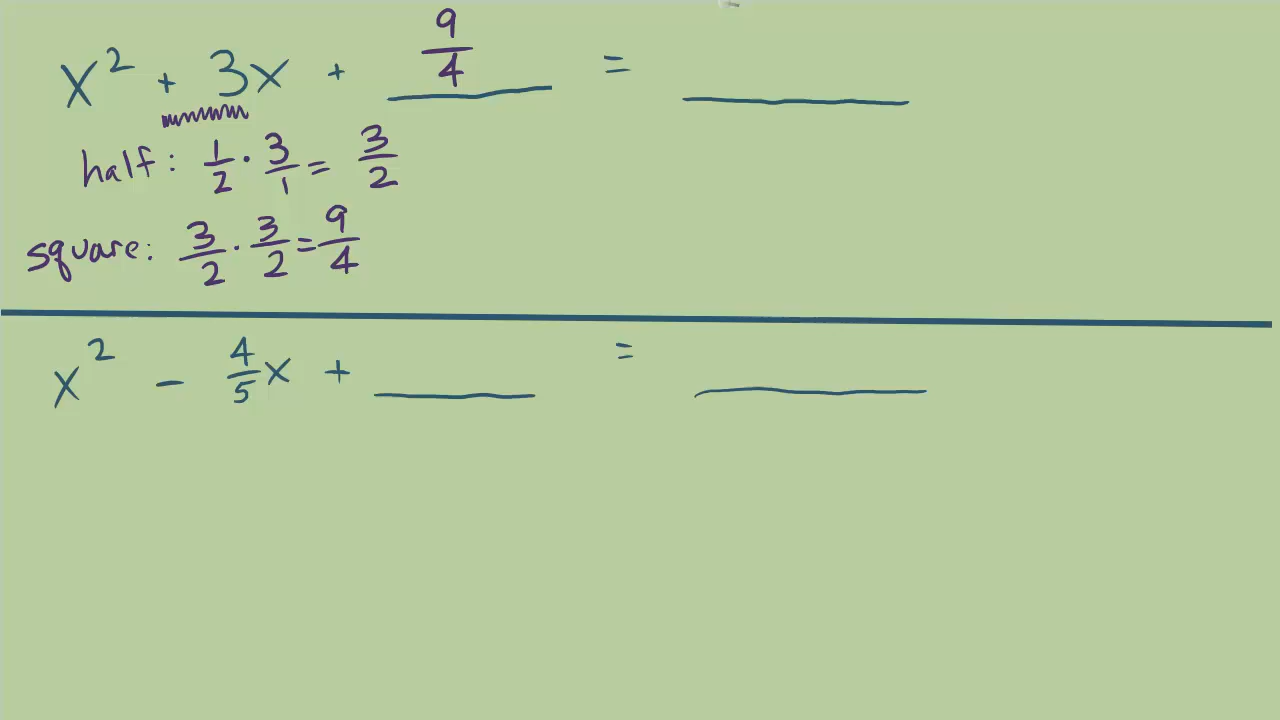 x² + 3x + 9/4 =
half: 1/2 · 3/1 = 3/2
square: 3/2 · 3/2 = 9/4
x² - 4/5x + ____ = ____